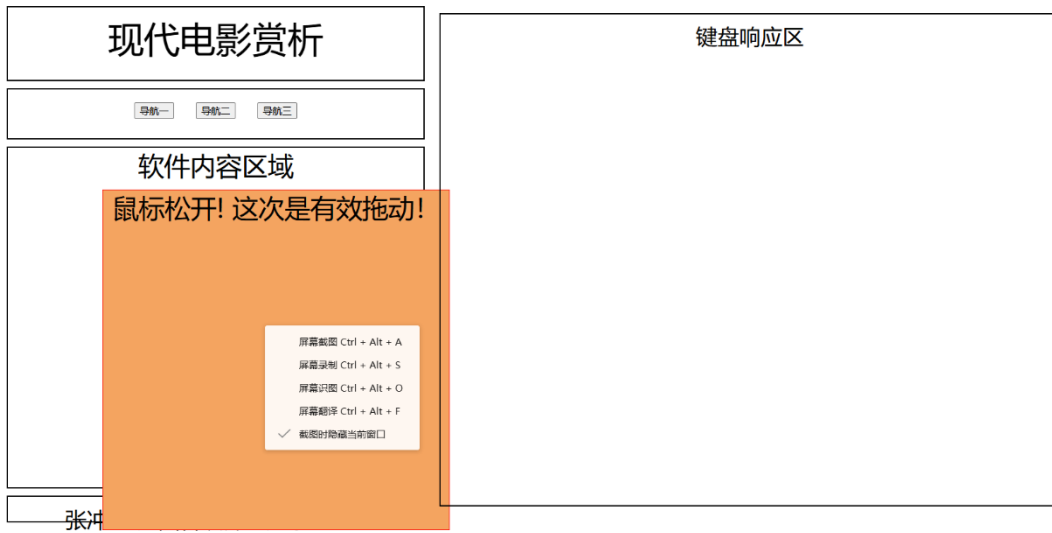 现代电影赏析
导航一 导航二 导航三
软件内容区域
鼠标松开! 这次是有效拖动!
屏幕截图 Ctrl + Alt + A
屏幕录制 Ctrl + Alt + S
屏幕识图 Ctrl + Alt + O
屏幕翻译 Ctrl + Alt + F
截图时隐藏当前窗口
张冲
键盘响应区